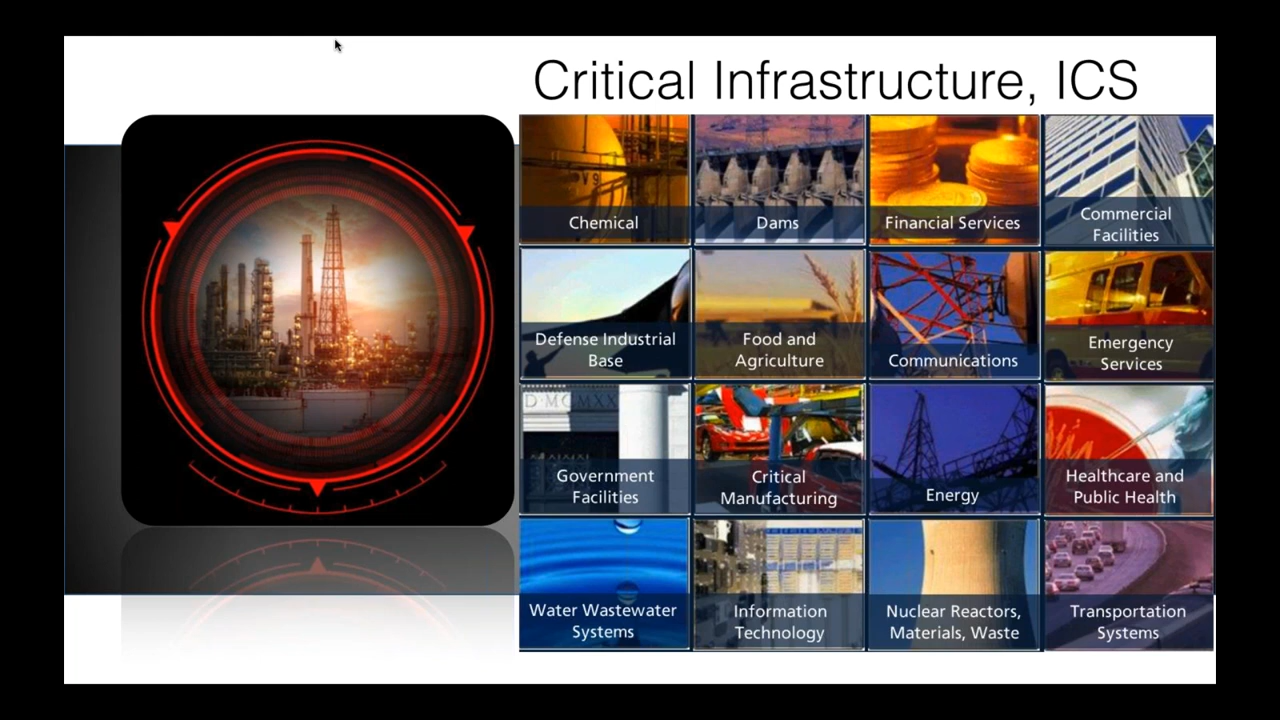 Critical Infrastructure, ICS
V 9
Chemical
Dams
Financial Services
Commercial
Facilities
Defense Industrial
Base
Food and
Agriculture
Communications
Emergency
Services
D·MCMXX
Government
Facilities
Critical
Manufacturing
Energy
Healthcare and
Public Health
Water Wastewater
Systems
Information
Technology
Nuclear Reactors,
Materials, Waste
Transportation
Systems